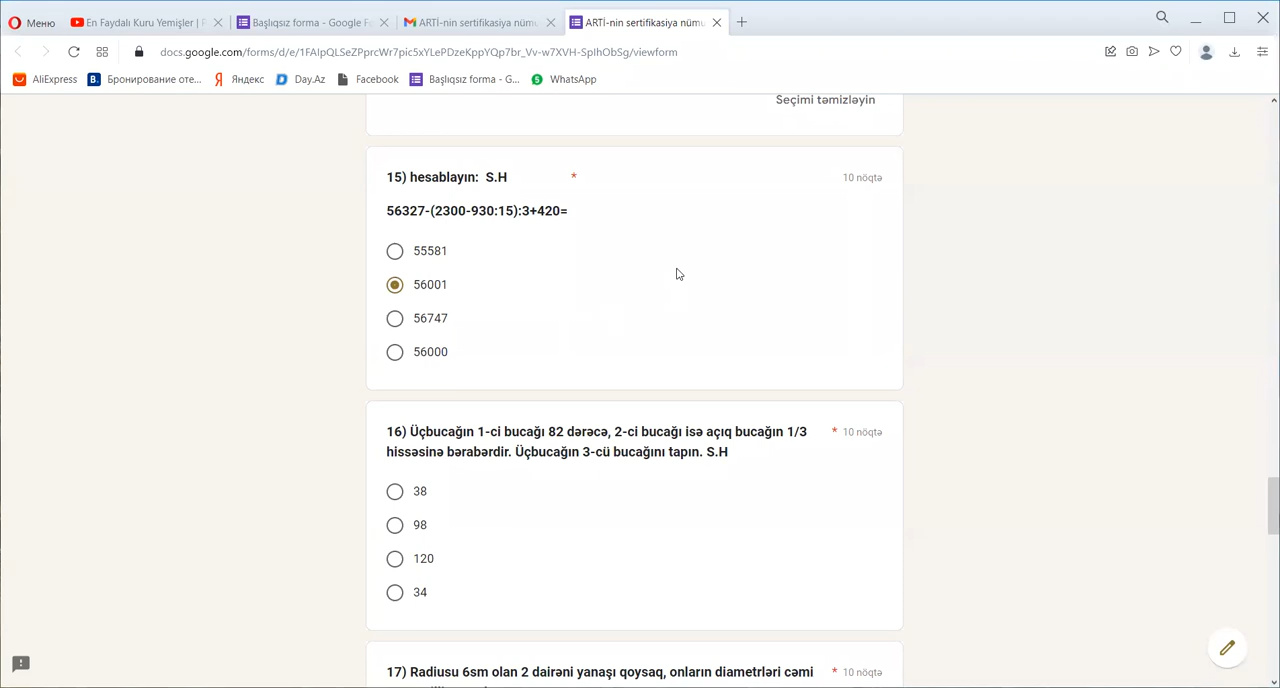 Меню
En Faydalı Kuru Yemişler |
Başlıqsız forma - Google Fo
ARTİ-nin sertifikasiya nümu
ARTİ-nin sertifikasiya nümu
docs.google.com/forms/d/e/1FAIpQLSeZPprcWr7pic5xYLePDzeKppYQp7br_Vv-w7XVH-SpIhObSg/viewform
AliExpress
B. Бронирование оте...
Яндекс
Day.Az
Facebook
Başlıqsız forma - G...
WhatsApp
Seçimi təmizləyin
15) hesablayın: S.H *
10 nöqtə
56327-(2300-930:15):3+420=
55581
56001
56747
56000
16) Üçbucağın 1-ci bucağı 82 dərəcə, 2-ci bucağı isə açıq bucağın 1/3 * 10 nöqtə
hissəsinə bərabərdir. Üçbucağın 3-cü bucağını tapın. S.H
38
98
120
34
17) Radiusu 6sm olan 2 dairəni yanaşı qoysaq, onların diametrləri cəmi * 10 nöqtə